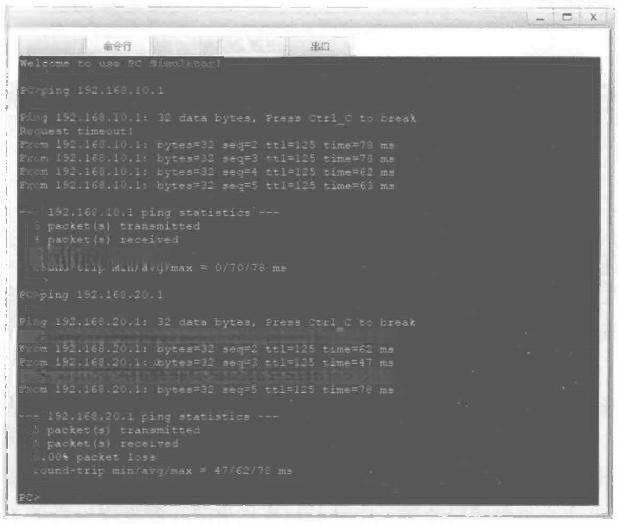 命令行
串口
Welcome to use PC Simulator!
PC>ping 192.168.10.1
Ping 192.168.10.1: 32 data bytes, Press Ctrl_C to break
Request timeout!
From 192.168.10.1: bytes=32 seq=2 ttl=125 time=78 ms
From 192.168.10.1: bytes=32 seq=3 ttl=125 time=78 ms
From 192.168.10.1: bytes=32 seq=4 ttl=125 time=62 ms
From 192.168.10.1: bytes=32 seq=5 ttl=125 time=63 ms
--- 192.168.10.1 ping statistics ---
5 packet(s) transmitted
4 packet(s) received
round-trip min/avg/max = 0/70/78 ms
PC>ping 192.168.20.1
Ping 192.168.20.1: 32 data bytes, Press Ctrl_C to break
From 192.168.20.1: bytes=32 seq=2 ttl=125 time=62 ms
From 192.168.20.1: bytes=32 seq=3 ttl=125 time=47 ms
From 192.168.20.1: bytes=32 seq=5 ttl=125 time=78 ms
--- 192.168.20.1 ping statistics ---
5 packet(s) transmitted
5 packet(s) received
0.00% packet loss
round-trip min/avg/max = 47/62/78 ms
PC>